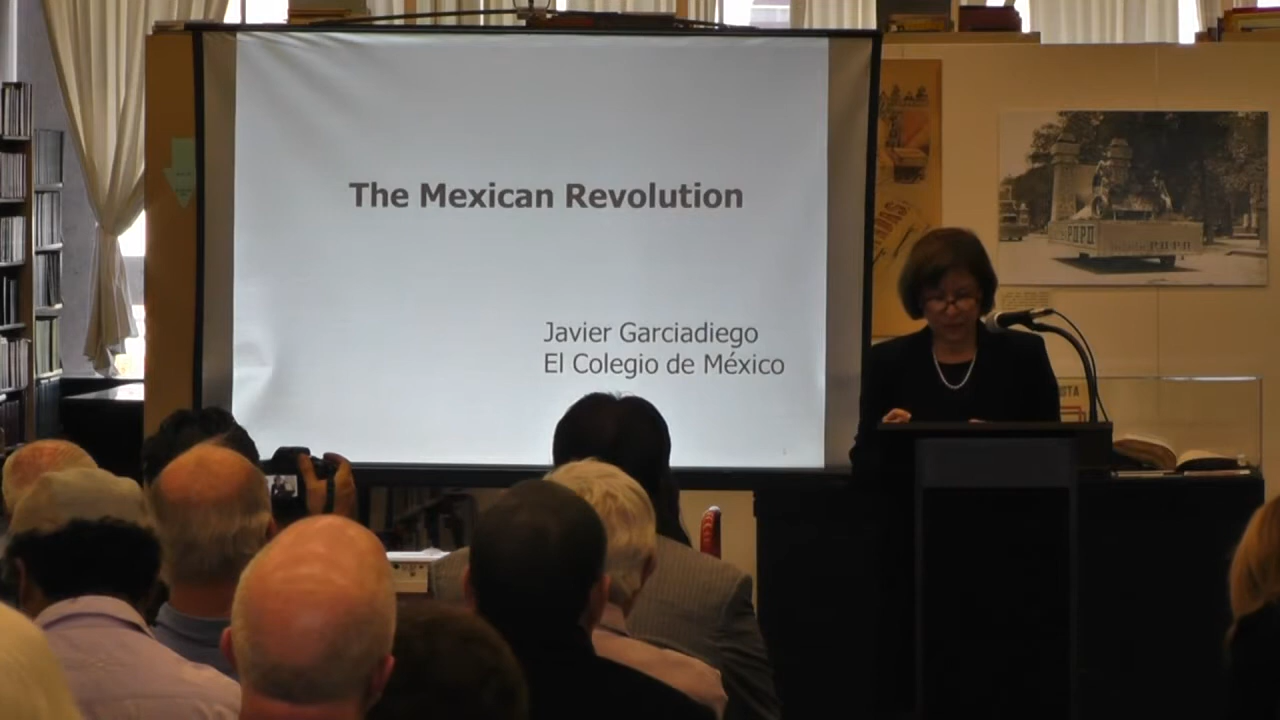 The Mexican Revolution
Javier Garciadiego
El Colegio de México